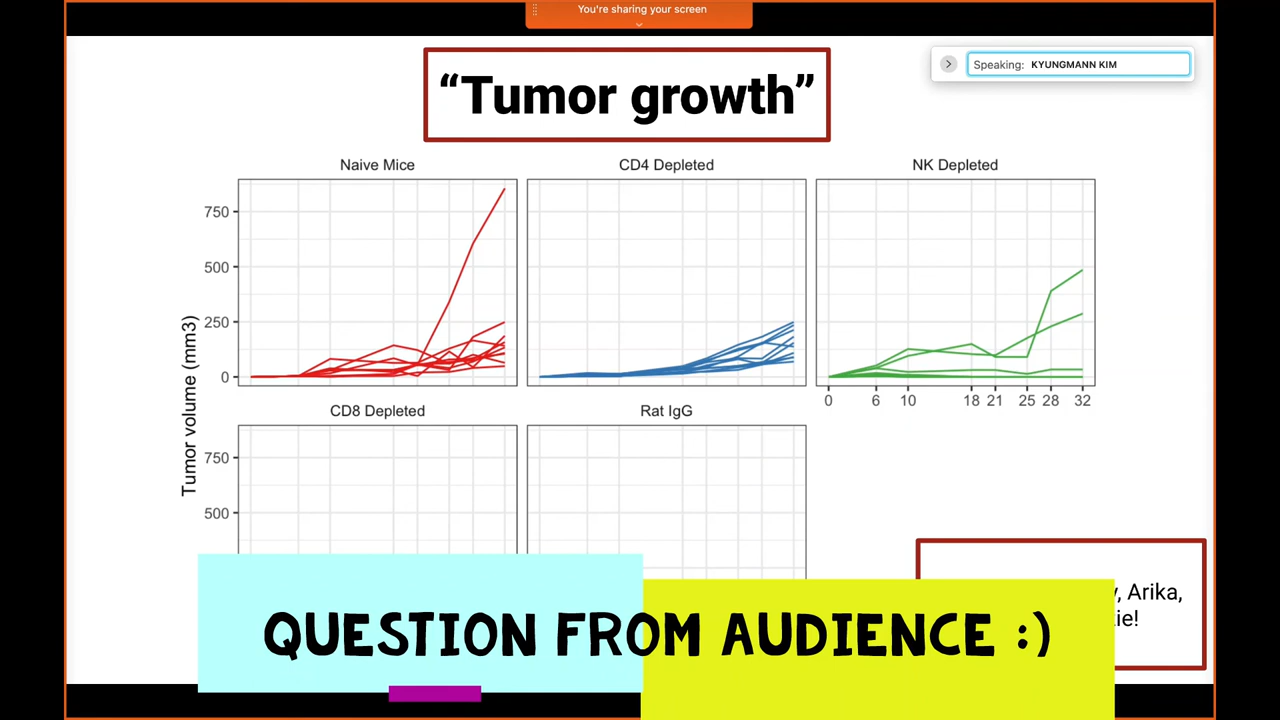 You're sharing your screen
Speaking: KYUNGMANN KIM
“Tumor growth”
Naive Mice
CD4 Depleted
NK Depleted
750
500
250
0
0 6 10 18 21 25 28 32
Tumor volume (mm3)
CD8 Depleted
Rat IgG
750
500
, Arika,
ie!
QUESTION FROM AUDIENCE :)